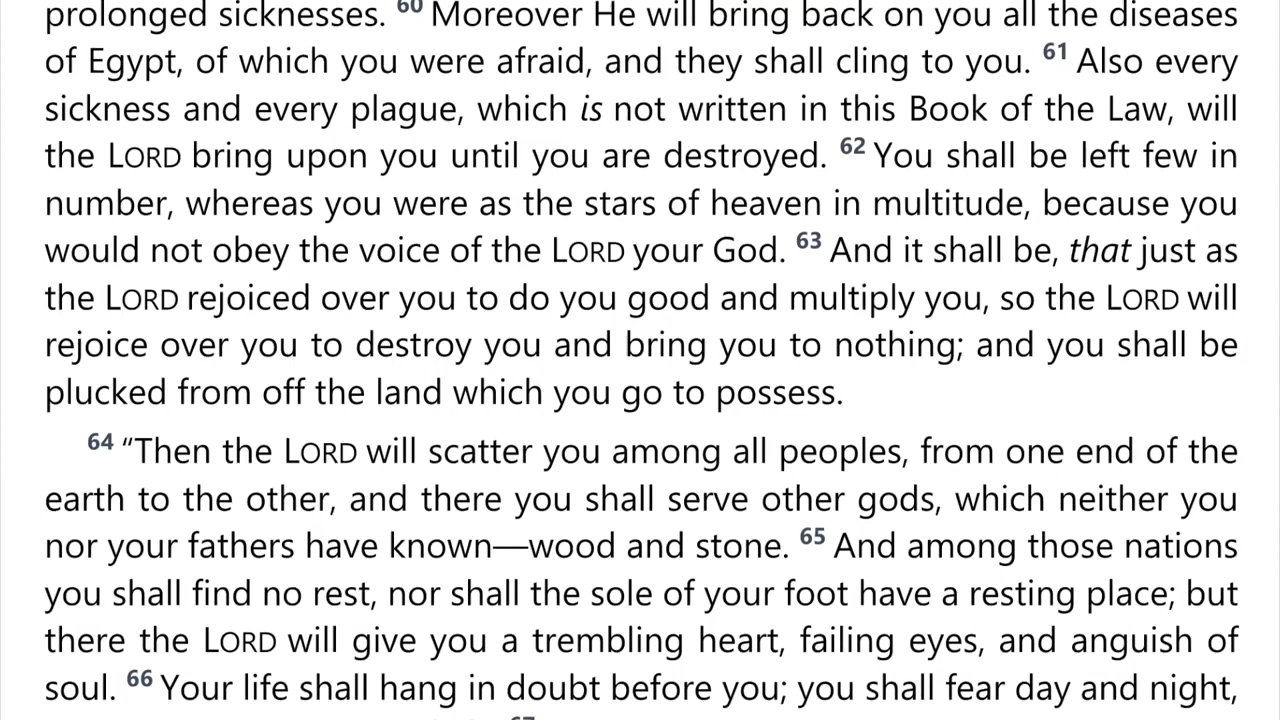 prolonged sicknesses. 60 Moreover He will bring back on you all the diseases
of Egypt, of which you were afraid, and they shall cling to you. 61 Also every
sickness and every plague, which is not written in this Book of the Law, will
the LORD bring upon you until you are destroyed. 62 You shall be left few in
number, whereas you were as the stars of heaven in multitude, because you
would not obey the voice of the LORD your God. 63 And it shall be, that just as
the LORD rejoiced over you to do you good and multiply you, so the LORD will
rejoice over you to destroy you and bring you to nothing; and you shall be
plucked from off the land which you go to possess.
64 “Then the LORD will scatter you among all peoples, from one end of the
earth to the other, and there you shall serve other gods, which neither you
nor your fathers have known—wood and stone. 65 And among those nations
you shall find no rest, nor shall the sole of your foot have a resting place; but
there the LORD will give you a trembling heart, failing eyes, and anguish of
soul. 66 Your life shall hang in doubt before you; you shall fear day and night,